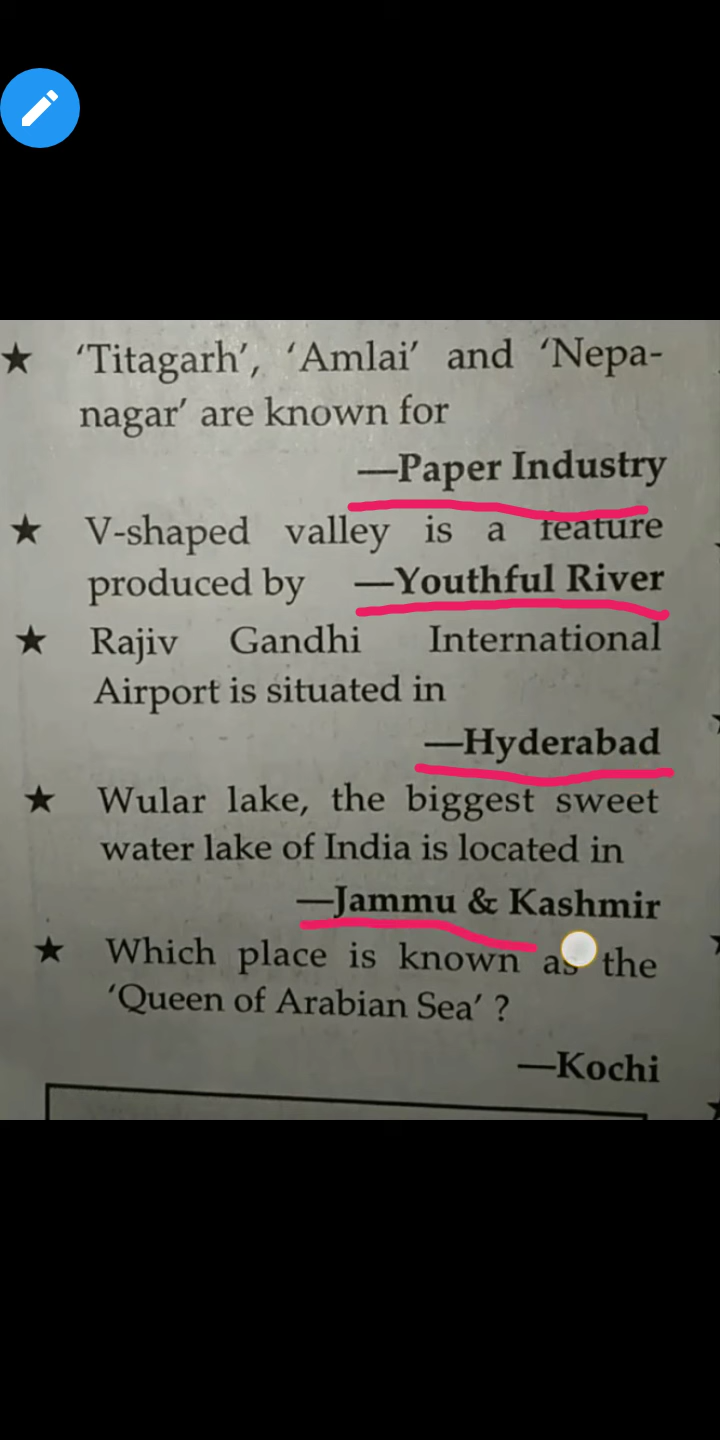 ★ 'Titagarh', 'Amlai' and 'Nepa-
nagar' are known for
—Paper Industry
★ V-shaped valley is a feature
produced by —Youthful River
★ Rajiv Gandhi International
Airport is situated in
—Hyderabad
★ Wular lake, the biggest sweet
water lake of India is located in
—Jammu & Kashmir
★ Which place is known as the
'Queen of Arabian Sea' ?
—Kochi